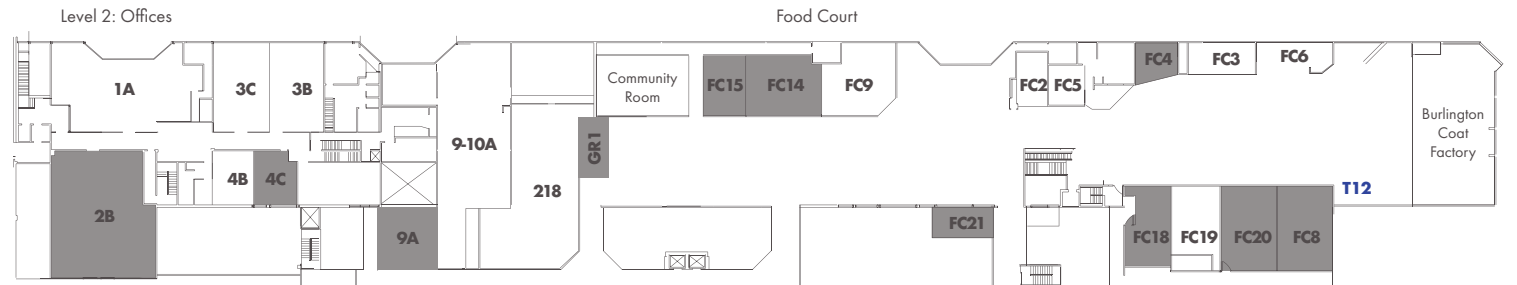 Level 2: Offices
Food Court
1A
3C
3B
9-10A
Community
Room
FC15
FC14
FC9
FC2
FC5
FC4
FC3
FC6
Burlington
Coat
Factory
GR1
2B
4B
4C
9A
218
FC21
T12
FC18
FC19
FC20
FC8